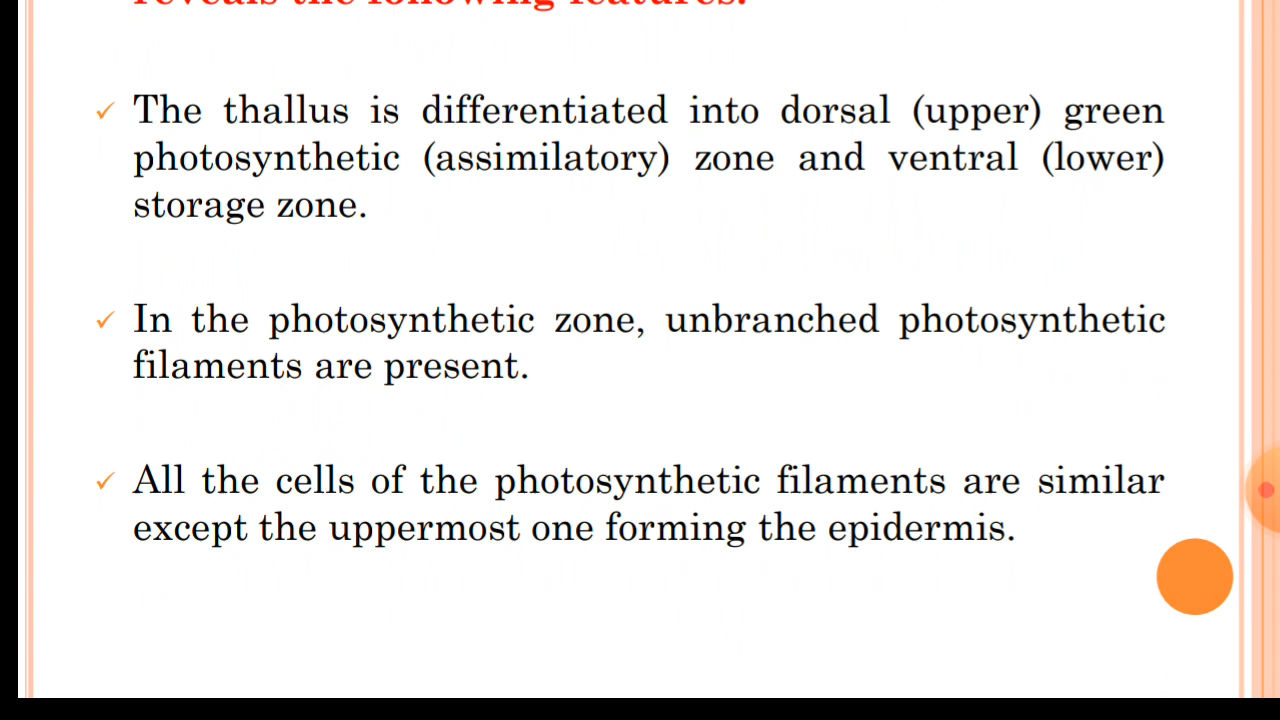 reveals the following features:
The thallus is differentiated into dorsal (upper) green
photosynthetic (assimilatory) zone and ventral (lower)
storage zone.
In the photosynthetic zone, unbranched photosynthetic
filaments are present.
All the cells of the photosynthetic filaments are similar
except the uppermost one forming the epidermis.